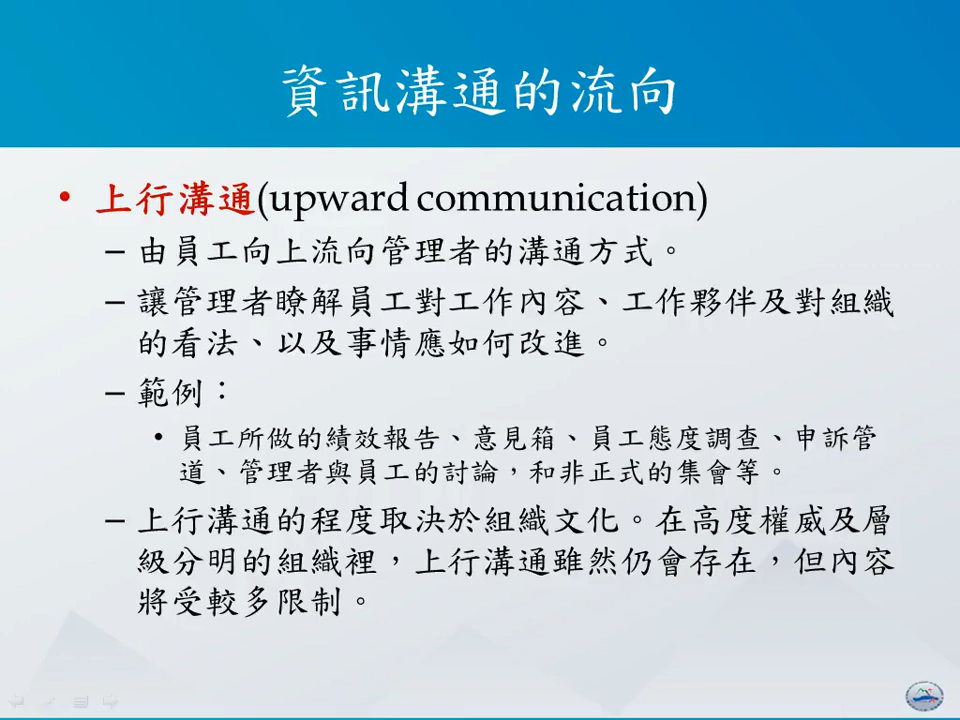 資訊溝通的流向
• 上行溝通(upward communication)
– 由員工向上流向管理者的溝通方式。
– 讓管理者瞭解員工對工作內容、工作夥伴及對組織
的看法、以及事情應如何改進。
– 範例：
• 員工所做的績效報告、意見箱、員工態度調查、申訴管
道、管理者與員工的討論，和非正式的集會等。
– 上行溝通的程度取決於組織文化。在高度權威及層
級分明的組織裡，上行溝通雖然仍會存在，但內容
將受較多限制。